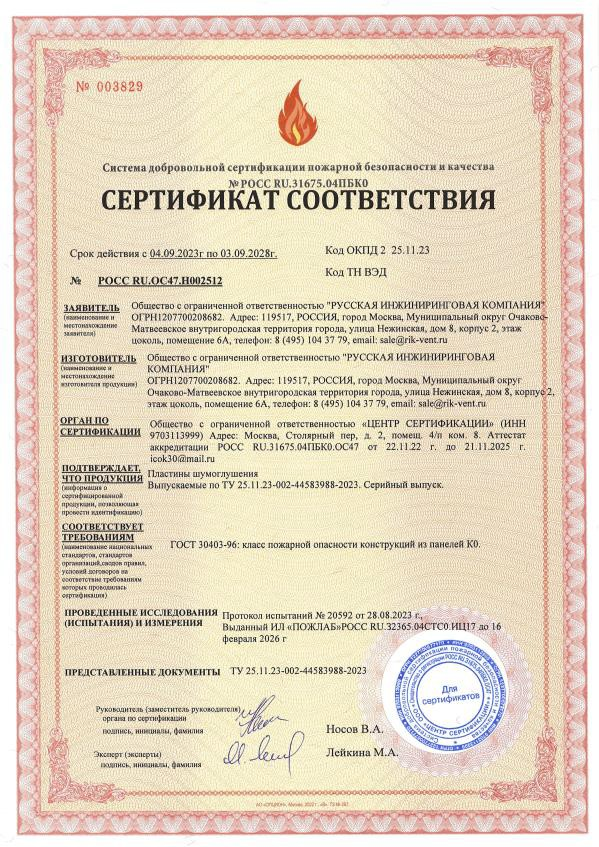 № 003829
Система добровольной сертификации пожарной безопасности и качества
№ РОСС RU.31675.04ПБК0
СЕРТИФИКАТ СООТВЕТСТВИЯ
Срок действия с 04.09.2023г по 03.09.2028г.
Код ОКПД 2 25.11.23
Код ТН ВЭД
№ РОСС RU.ОС47.Н002512
ЗАЯВИТЕЛЬ
(наименование и
местонахождение
заявителя)
Общество с ограниченной ответственностью "РУССКАЯ ИНЖИНИРИНГОВАЯ КОМПАНИЯ"
ОГРН1207700208682. Адрес: 119517, РОССИЯ, город Москва, Муниципальный округ Очаково-
Матвеевское внутригородская территория города, улица Нежинская, дом 8, корпус 2, этаж
цоколь, помещение 6А, телефон: 8 (495) 104 37 79, email: sale@rik-vent.ru
ИЗГОТОВИТЕЛЬ
(наименование и
местонахождение
изготовителя продукции)
Общество с ограниченной ответственностью "РУССКАЯ ИНЖИНИРИНГОВАЯ
КОМПАНИЯ"
ОГРН1207700208682. Адрес: 119517, РОССИЯ, город Москва, Муниципальный округ
Очаково-Матвеевское внутригородская территория города, улица Нежинская, дом 8, корпус 2,
этаж цоколь, помещение 6А, телефон: 8 (495) 104 37 79, email: sale@rik-vent.ru
ОРГАН ПО
СЕРТИФИКАЦИИ
Общество с ограниченной ответственностью «ЦЕНТР СЕРТИФИКАЦИИ» (ИНН
9703113999) Адрес: Москва, Столярный пер, д. 2, помещ. 4/п ком. 8. Аттестат
аккредитации РОСС RU.31675.04ПБК0.ОС47 от 22.11.22 г. до 21.11.2025 г.
icok30@mail.ru
ПОДТВЕРЖДАЕТ,
ЧТО ПРОДУКЦИЯ
(информация о
сертифицированной
продукции, позволяющая
провести идентификацию)
Пластины шумоглушения
Выпускаемые по ТУ 25.11.23-002-44583988-2023. Серийный выпуск.
СООТВЕТСТВУЕТ
ТРЕБОВАНИЯМ
(наименование национальных
стандартов, стандартов
организаций,сводов правил,
условий договоров на
соответствие требованиям
которых проводилась
сертификация)
ГОСТ 30403-96: класс пожарной опасности конструкций из панелей К0.
ПРОВЕДЕННЫЕ ИССЛЕДОВАНИЯ
(ИСПЫТАНИЯ) И ИЗМЕРЕНИЯ
Протокол испытаний № 20592 от 28.08.2023 г.,
Выданный ИЛ «ПОЖЛАБ»РОСС RU.32365.04СТС0.ИЦ17 до 16
февраля 2026 г
ПРЕДСТАВЛЕННЫЕ ДОКУМЕНТЫ ТУ 25.11.23-002-44583988-2023
Для
сертификатов
Руководитель (заместитель руководителя)
органа по сертификации
подпись, инициалы, фамилия
Носов В.А.
Эксперт (эксперты)
подпись, инициалы, фамилия
Лейкина М.А.